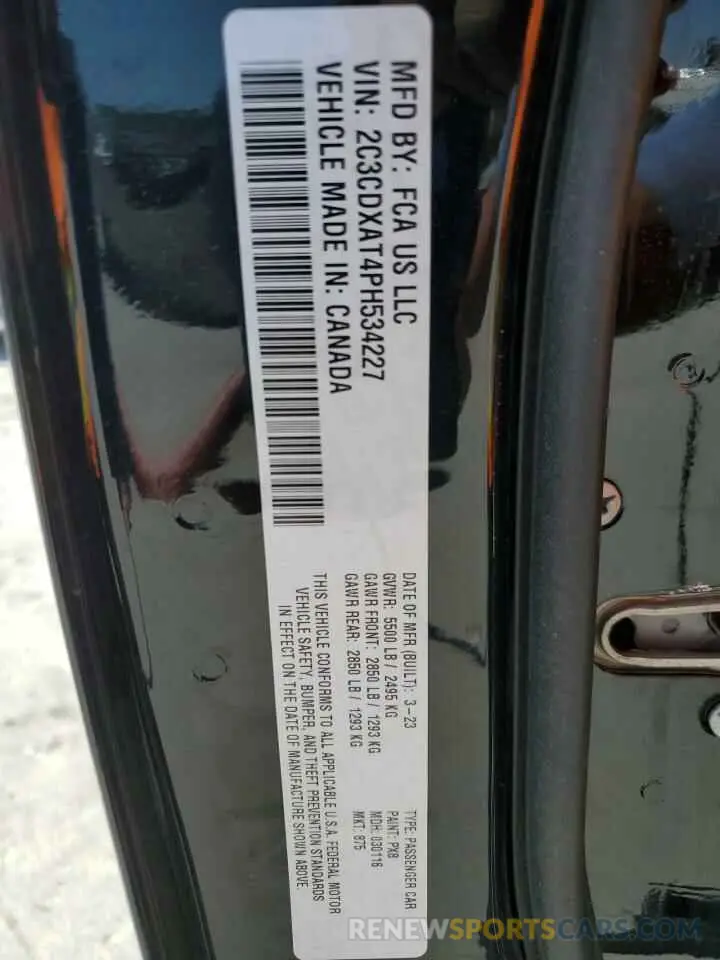 MFD BY: FCA US LLC
VIN: 2C3CDXAT4PH534227
VEHICLE MADE IN: CANADA
DATE OF MFR (BUILT): 3-23
GVWR: 5500 LB / 2495 KG
GAWR FRONT: 2850 LB / 1293 KG
GAWR REAR: 2850 LB / 1293 KG
TYPE: PASSENGER CAR
PAINT: PX8
MDH: 030116
MKT: 875
THIS VEHICLE CONFORMS TO ALL APPLICABLE U.S.A. FEDERAL MOTOR
VEHICLE SAFETY, BUMPER, AND THEFT PREVENTION STANDARDS
IN EFFECT ON THE DATE OF MANUFACTURE SHOWN ABOVE.
RENEWSPORTSCAR.COM